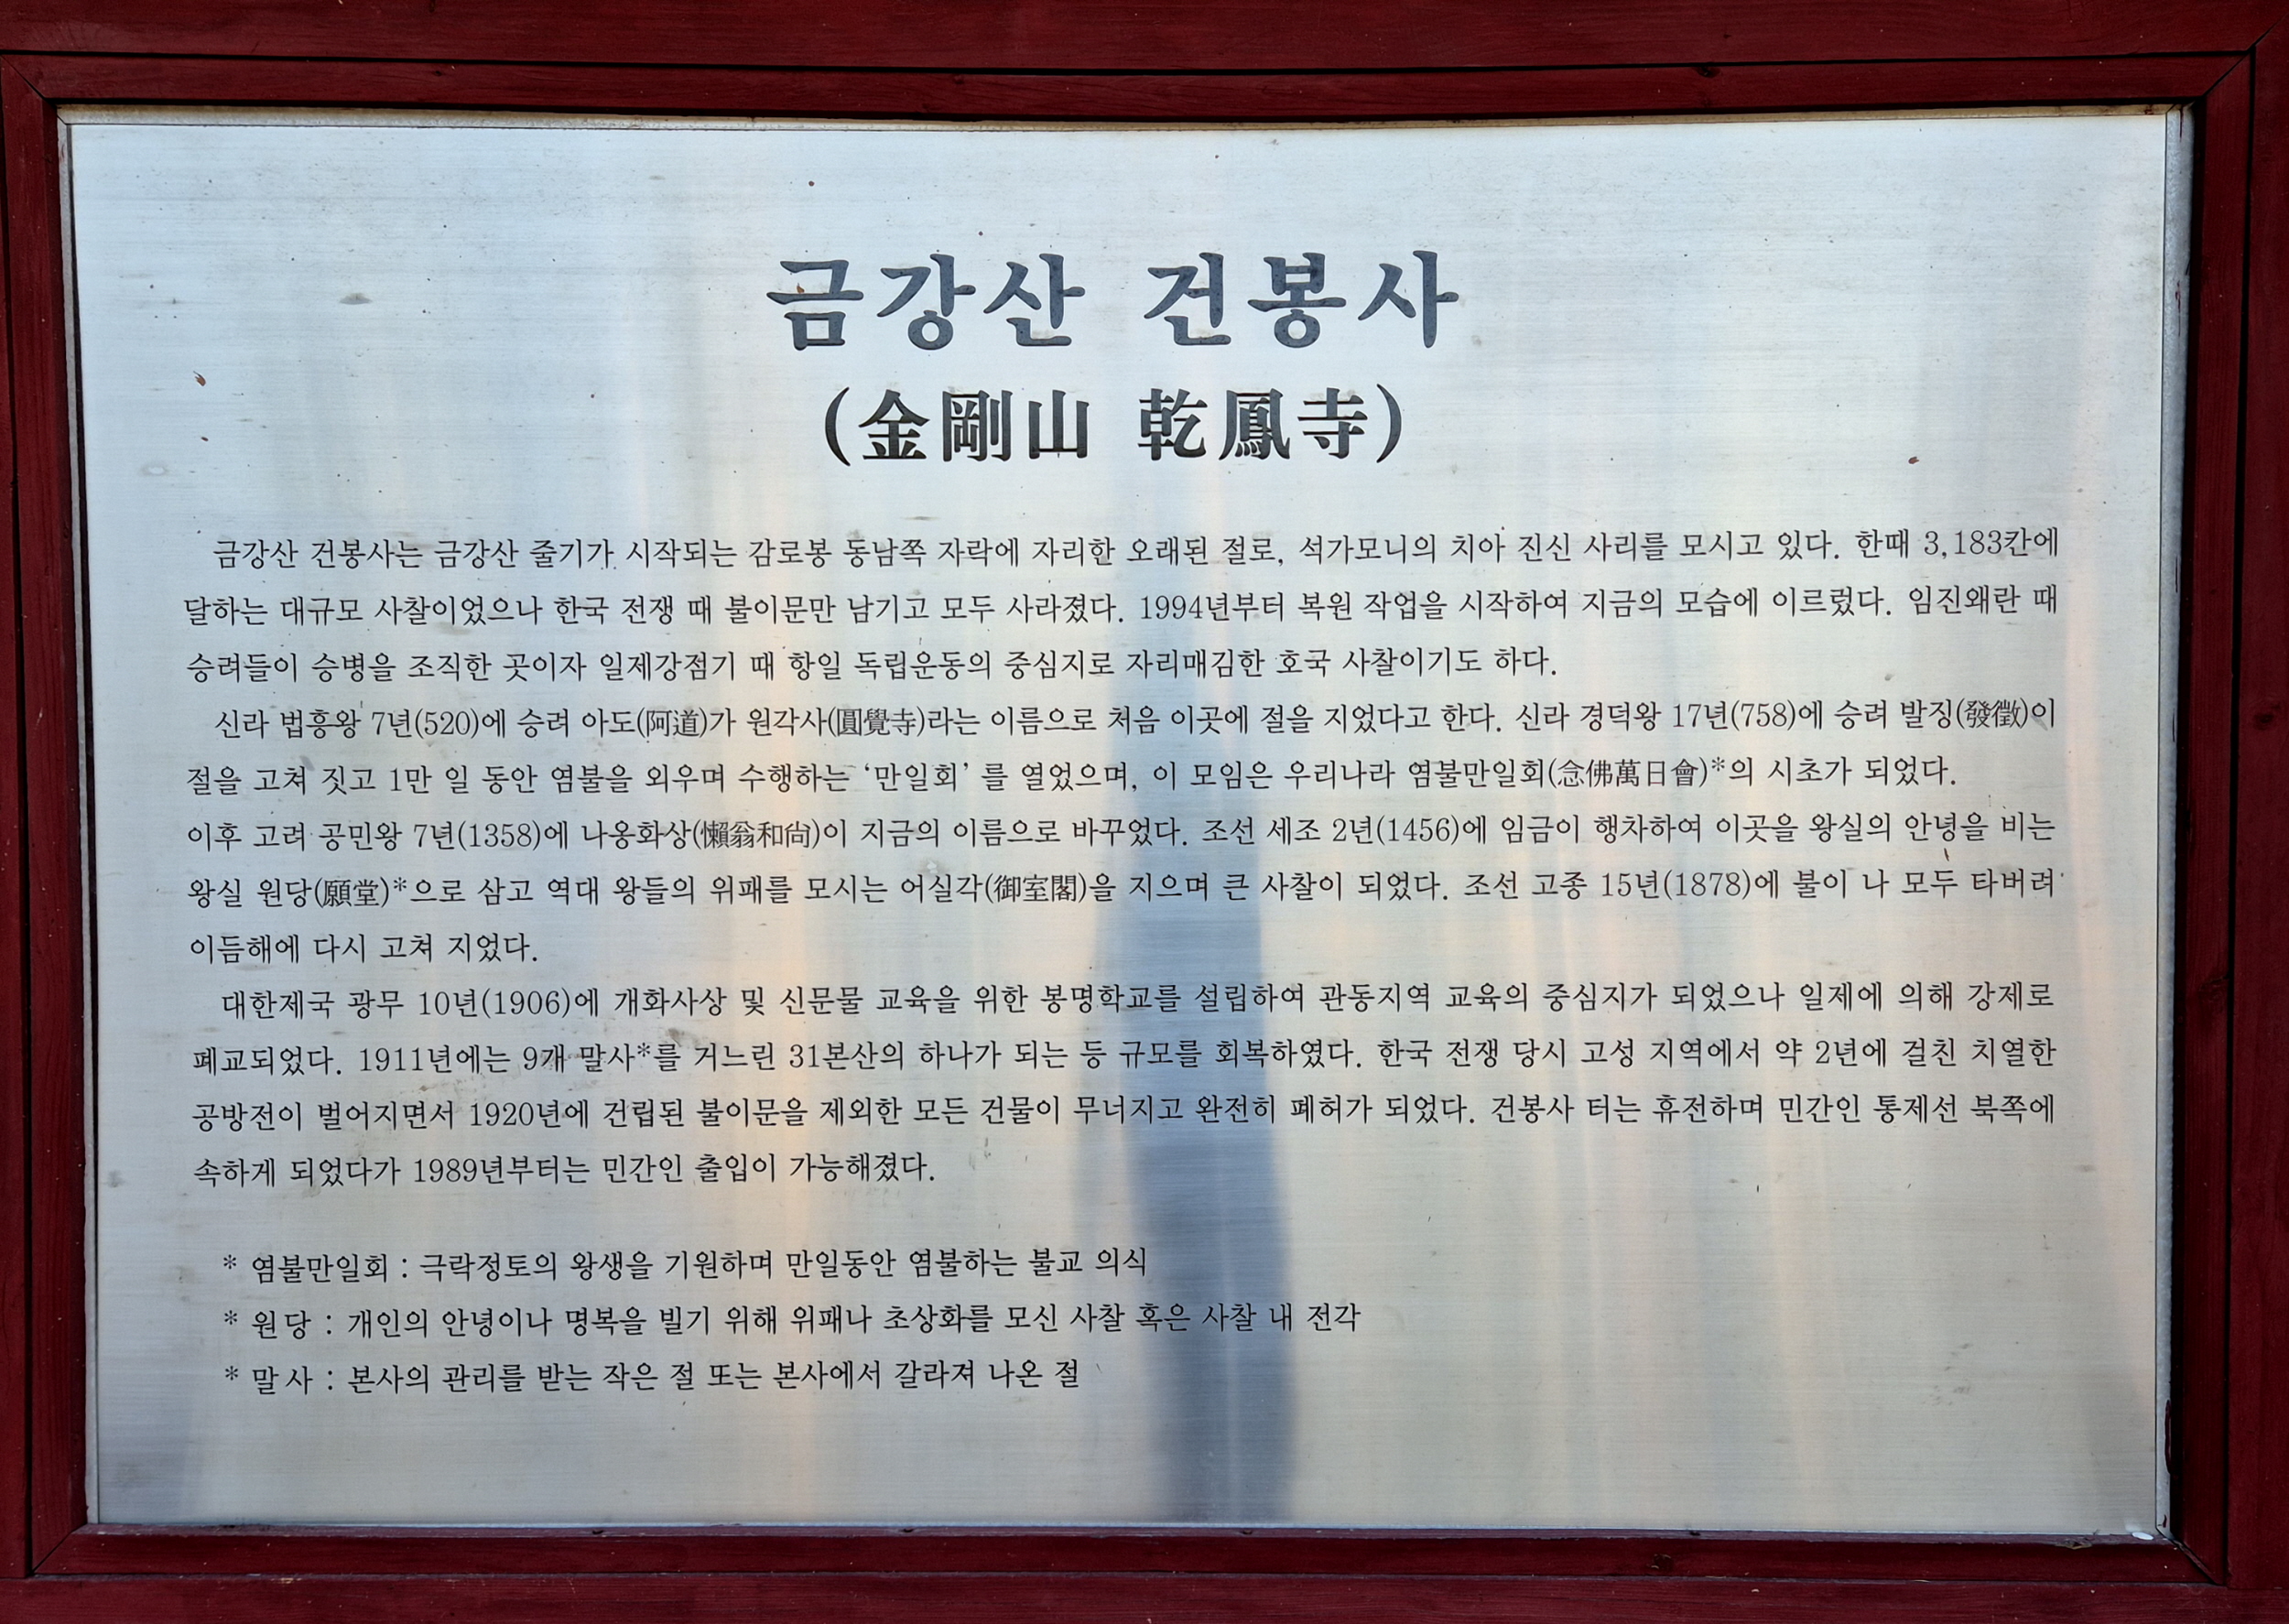 금강산 건봉사
(金剛山 乾鳳寺)
금강산 건봉사는 금강산 줄기가 시작되는 감로봉 동남쪽 자락에 자리한 오래된 절로, 석가모니의 치아 진신 사리를 모시고 있다. 한때 3,183칸에
달하는 대규모 사찰이었으나 한국 전쟁 때 불이문만 남기고 모두 사라졌다. 1994년부터 복원 작업을 시작하여 지금의 모습에 이르렀다. 임진왜란 때
승려들이 승병을 조직한 곳이자 일제강점기 때 항일 독립운동의 중심지로 자리매김한 호국 사찰이기도 하다.
신라 법흥왕 7년(520)에 승려 아도(阿道)가 원각사(圓覺寺)라는 이름으로 처음 이곳에 절을 지었다고 한다. 신라 경덕왕 17년(758)에 승려 발징(發徵)이
절을 고쳐 짓고 1만 일 동안 염불을 외우며 수행하는 ‘만일회’ 를 열었으며, 이 모임은 우리나라 염불만일회(念佛萬日會)*의 시초가 되었다.
이후 고려 공민왕 7년(1358)에 나옹화상(懶翁和尙)이 지금의 이름으로 바꾸었다. 조선 세조 2년(1456)에 임금이 행차하여 이곳을 왕실의 안녕을 비는
왕실 원당(願堂)*으로 삼고 역대 왕들의 위패를 모시는 어실각(御室閣)을 지으며 큰 사찰이 되었다. 조선 고종 15년(1878)에 불이 나 모두 타버려
이듬해에 다시 고쳐 지었다.
대한제국 광무 10년(1906)에 개화사상 및 신문물 교육을 위한 봉명학교를 설립하여 관동지역 교육의 중심지가 되었으나 일제에 의해 강제로
폐교되었다. 1911년에는 9개 말사*를 거느린 31본산의 하나가 되는 등 규모를 회복하였다. 한국 전쟁 당시 고성 지역에서 약 2년에 걸친 치열한
공방전이 벌어지면서 1920년에 건립된 불이문을 제외한 모든 건물이 무너지고 완전히 폐허가 되었다. 건봉사 터는 휴전하며 민간인 통제선 북쪽에
속하게 되었다가 1989년부터는 민간인 출입이 가능해졌다.
* 염불만일회 : 극락정토의 왕생을 기원하며 만일동안 염불하는 불교 의식
* 원당 : 개인의 안녕이나 명복을 빌기 위해 위패나 초상화를 모신 사찰 혹은 사찰 내 전각
* 말사 : 본사의 관리를 받는 작은 절 또는 본사에서 갈라져 나온 절